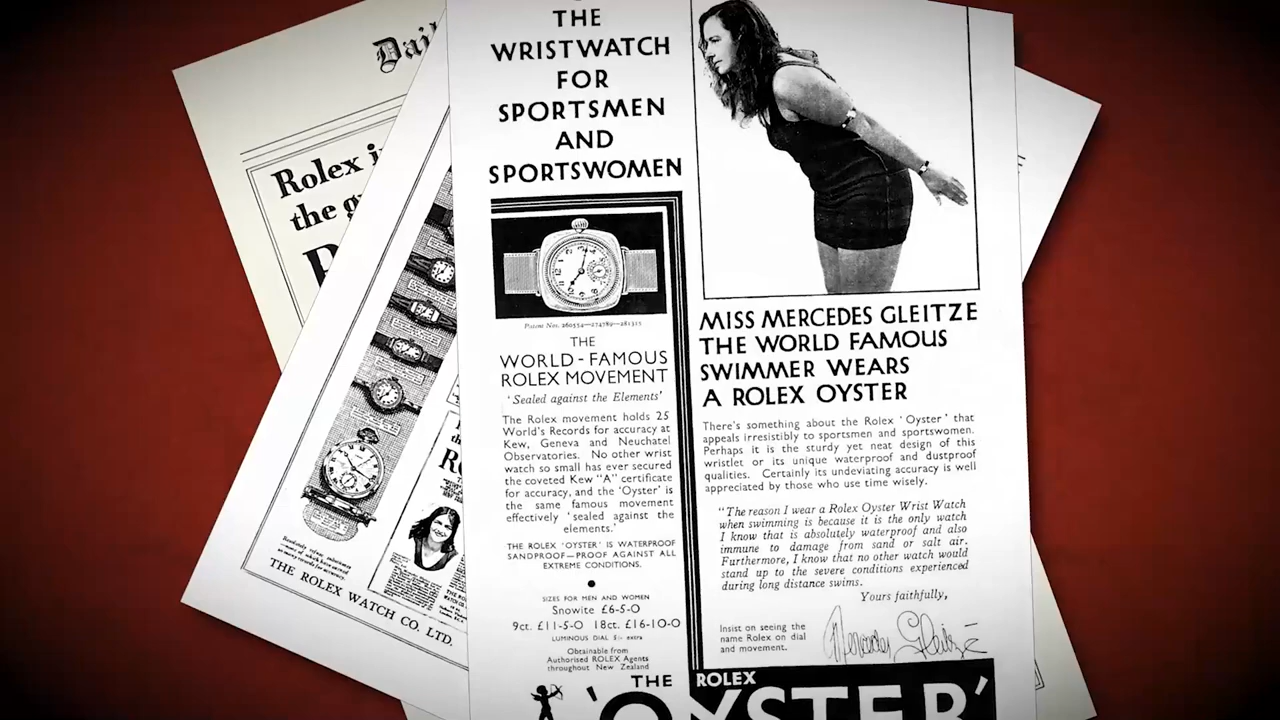 Dai
Rolex i
the g
R
THE ROLEX WATCH CO. LTD.
THE
WRISTWATCH
FOR
SPORTSMEN
AND
SPORTSWOMEN
Patent Nos. 260554—274789—281315
THE
WORLD-FAMOUS
ROLEX MOVEMENT
'Sealed against the Elements'
The Rolex movement holds 25
World's Records for accuracy at
Kew, Geneva and Neuchatel
Observatories. No other wrist
watch so small has ever secured
the coveted Kew "A" certificate
for accuracy, and the 'Oyster' is
the same famous movement
effectively 'sealed against the
elements.'
THE ROLEX 'OYSTER' IS WATERPROOF
SANDPROOF—PROOF AGAINST ALL
EXTREME CONDITIONS.
SIZES FOR MEN AND WOMEN
Snowite £6-5-0
9ct. £11-5-0 18ct. £16-10-0
LUMINOUS DIAL 5/- extra
Obtainable from
Authorised ROLEX Agents
throughout New Zealand
MISS MERCEDES GLEITZE
THE WORLD FAMOUS
SWIMMER WEARS
A ROLEX OYSTER
There's something about the Rolex 'Oyster' that
appeals irresistibly to sportsmen and sportswomen.
Perhaps it is the sturdy yet neat design of this
wristlet or its unique waterproof and dustproof
qualities. Certainly its undeviating accuracy is well
appreciated by those who use time wisely.
"The reason I wear a Rolex Oyster Wrist Watch
when swimming is because it is the only watch
I know that is absolutely waterproof and also
immune to damage from sand or salt air.
Furthermore, I know that no other watch would
stand up to the severe conditions experienced
during long distance swims.
Yours faithfully,
Mercedes Gleitze
Insist on seeing the
name Rolex on dial
and movement.
THE ROLEX
'OYSTER'